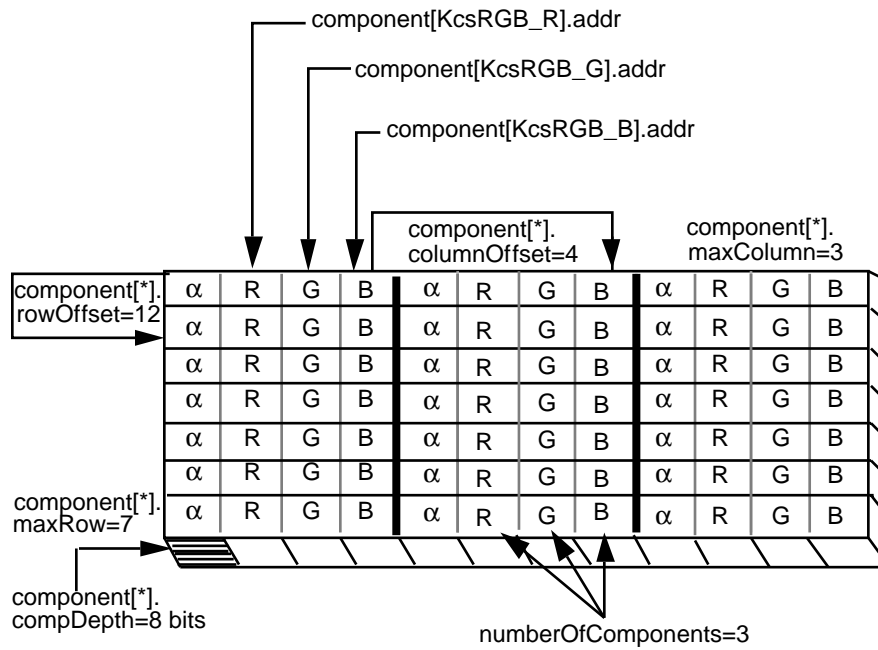 component[KcsRGB_R].addr
component[KcsRGB_G].addr
component[KcsRGB_B].addr
component[*].
columnOffset=4
component[*].
maxColumn=3
component[*].
rowOffset=12
α R G B α R G B α R G B
α R G B α R G B α R G B
α R G B α R G B α R G B
α R G B α R G B α R G B
α R G B α R G B α R G B
α R G B α R G B α R G B
α R G B α R G B α R G B
component[*].
maxRow=7
component[*].
compDepth=8 bits
numberOfComponents=3